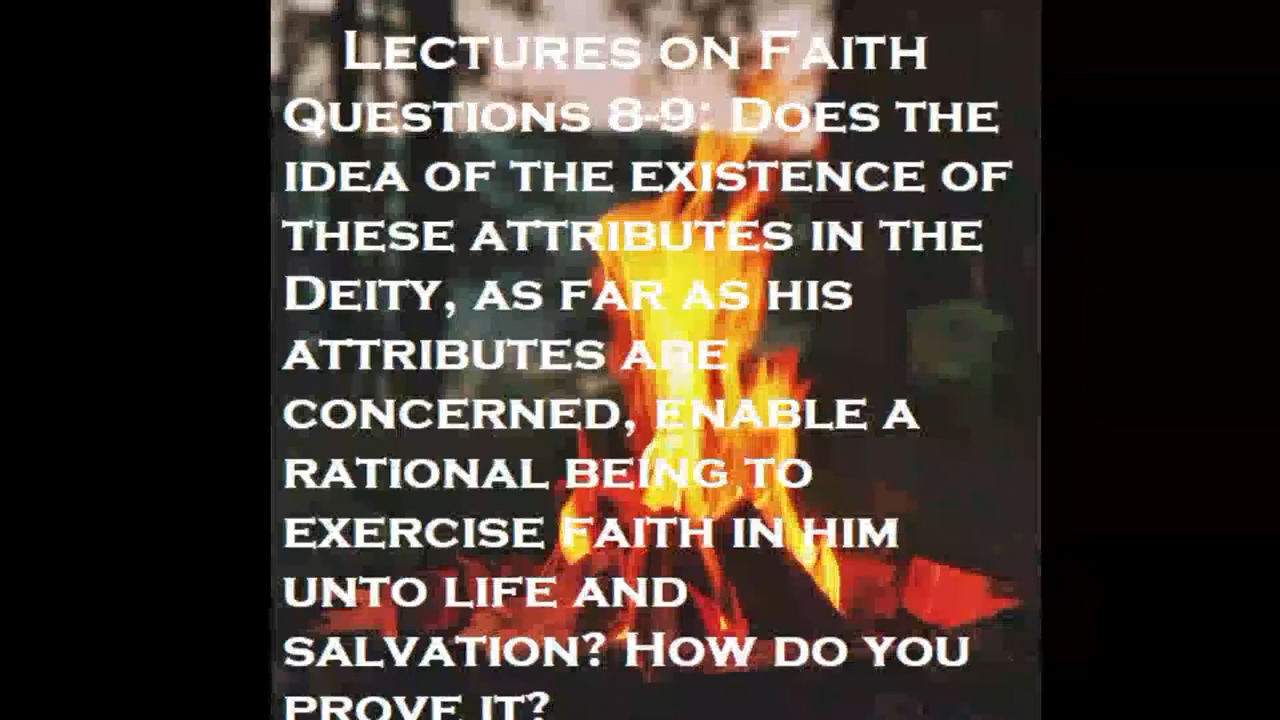 Lectures on Faith
Questions 8-9: Does the
idea of the existence of
these attributes in the
Deity, as far as his
attributes are
concerned, enable a
rational being to
exercise faith in him
unto life and
salvation? How do you
prove it?